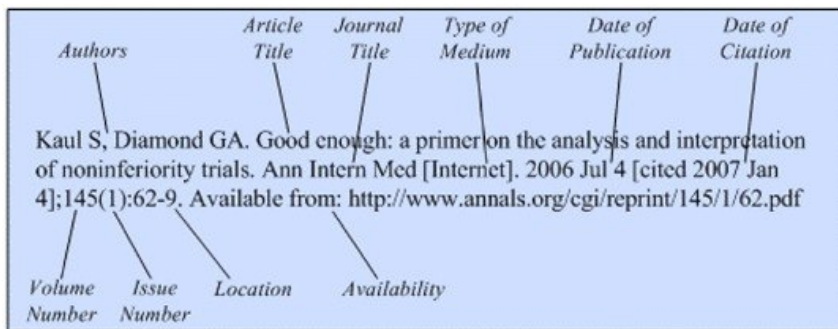 Authors
Article Title
Journal Title
Type of Medium
Date of Publication
Date of Citation
Kaul S, Diamond GA. Good enough: a primer on the analysis and interpretation
of noninferiority trials. Ann Intern Med [Internet]. 2006 Jul 4 [cited 2007 Jan
4];145(1):62-9. Available from: http://www.annals.org/cgi/reprint/145/1/62.pdf
Volume Number
Issue Number
Location
Availability